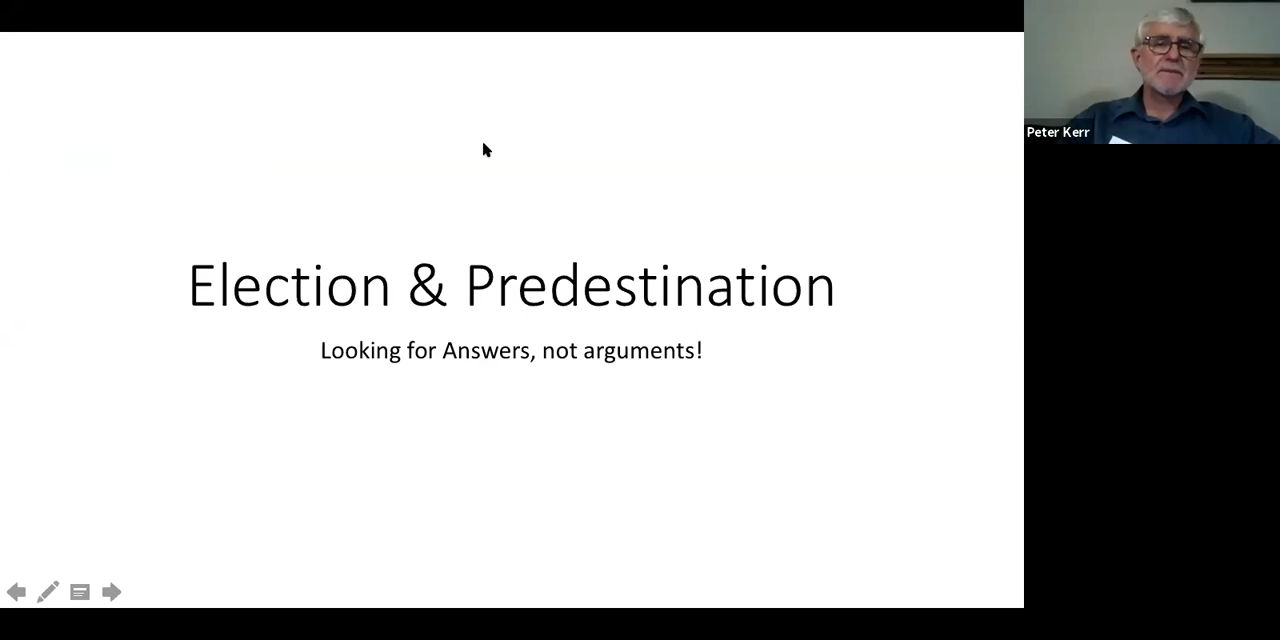 Election & Predestination
Looking for Answers, not arguments!
Peter Kerr